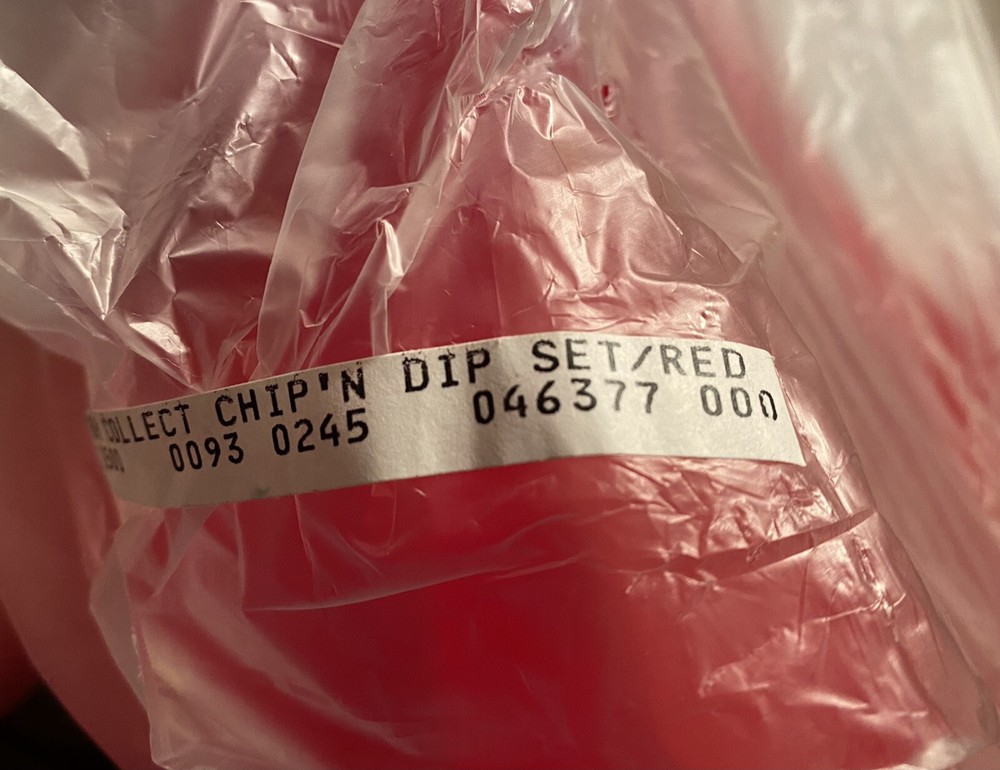 COLLECT CHIP'N DIP SET/RED
0093 0245 046377 000